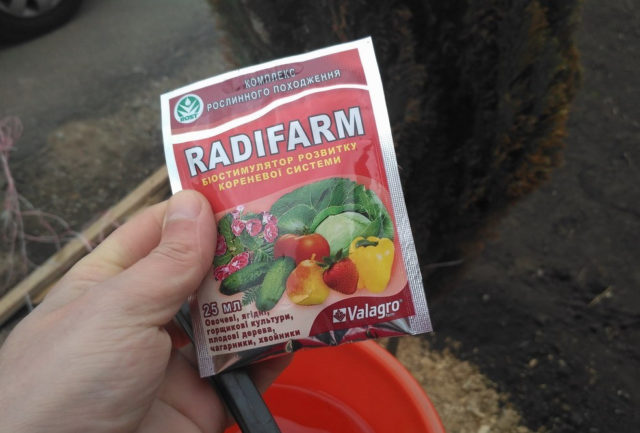 КОМПЛЕКС
РОСЛИННОГО ПОХОДЖЕННЯ
RADIFARM
БІОСТИМУЛЯТОР РОЗВИТКУ
КОРЕНЕВОЇ СИСТЕМИ
25 мл
Овочеві, ягідні,
горщикові культури,
плодові дерева,
чагарники, хвойники
Valagro